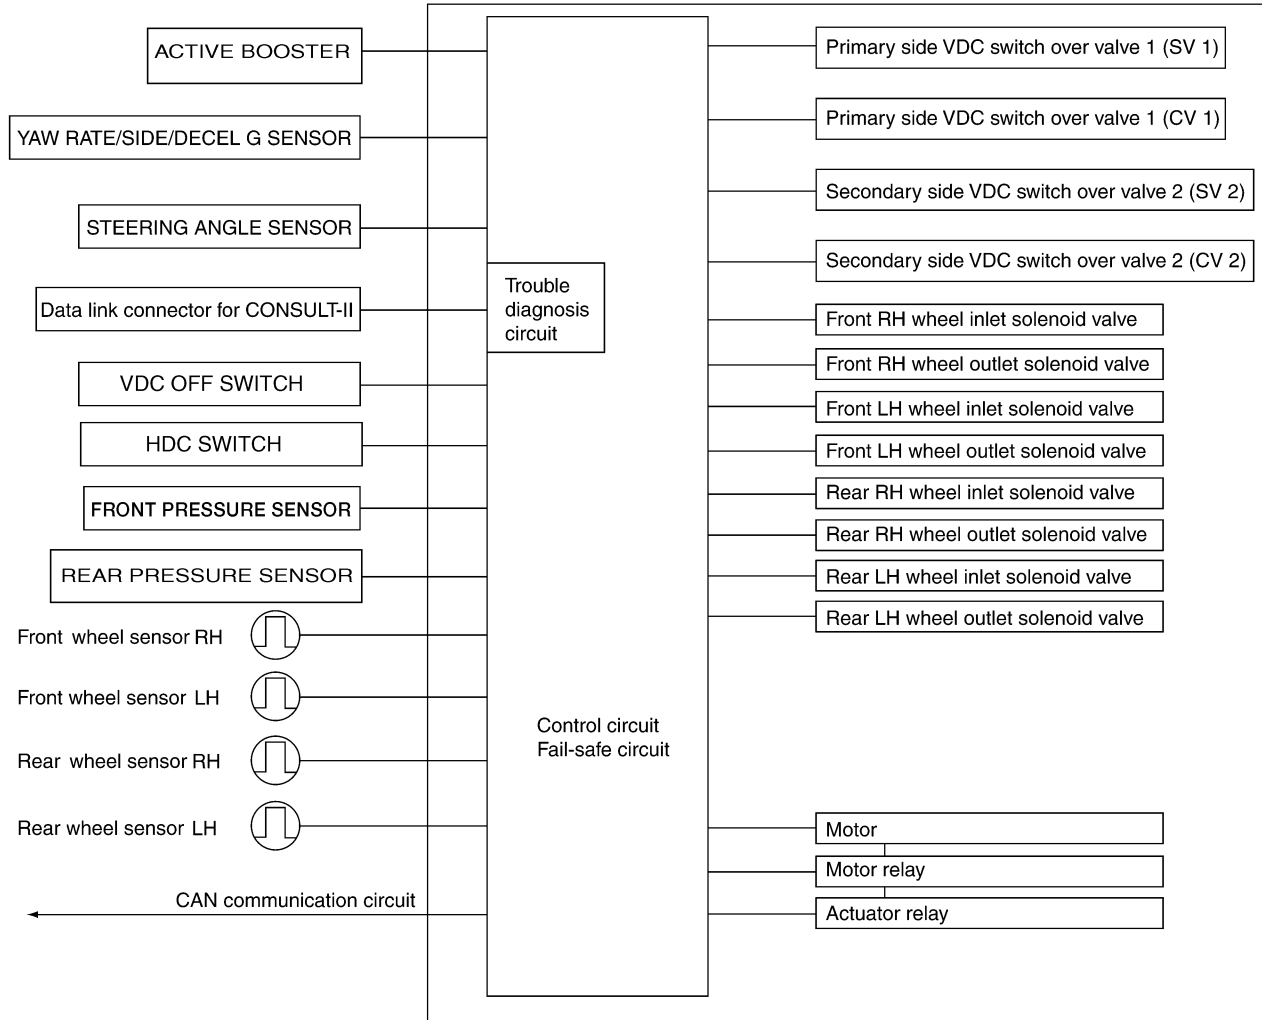 ACTIVE BOOSTER
YAW RATE/SIDE/DECEL G SENSOR
STEERING ANGLE SENSOR
Data link connector for CONSULT-II
VDC OFF SWITCH
HDC SWITCH
FRONT PRESSURE SENSOR
REAR PRESSURE SENSOR
Front wheel sensor RH
Front wheel sensor LH
Rear wheel sensor RH
Rear wheel sensor LH
CAN communication circuit
Trouble
diagnosis
circuit
Control circuit
Fail-safe circuit
Primary side VDC switch over valve 1 (SV 1)
Primary side VDC switch over valve 1 (CV 1)
Secondary side VDC switch over valve 2 (SV 2)
Secondary side VDC switch over valve 2 (CV 2)
Front RH wheel inlet solenoid valve
Front RH wheel outlet solenoid valve
Front LH wheel inlet solenoid valve
Front LH wheel outlet solenoid valve
Rear RH wheel inlet solenoid valve
Rear RH wheel outlet solenoid valve
Rear LH wheel inlet solenoid valve
Rear LH wheel outlet solenoid valve
Motor
Motor relay
Actuator relay